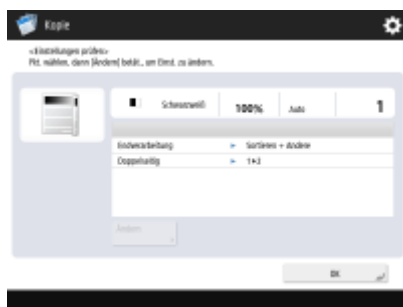 Kopie
<Einstellungen prüfen>
Pkt. wählen, dann [Ändern] betät., um Einst. zu ändern.
Schwarzweiß 100% Auto 1
Endverarbeitung ► Sortieren + Andere
Doppelseitig ► 1►2
Ändern
OK